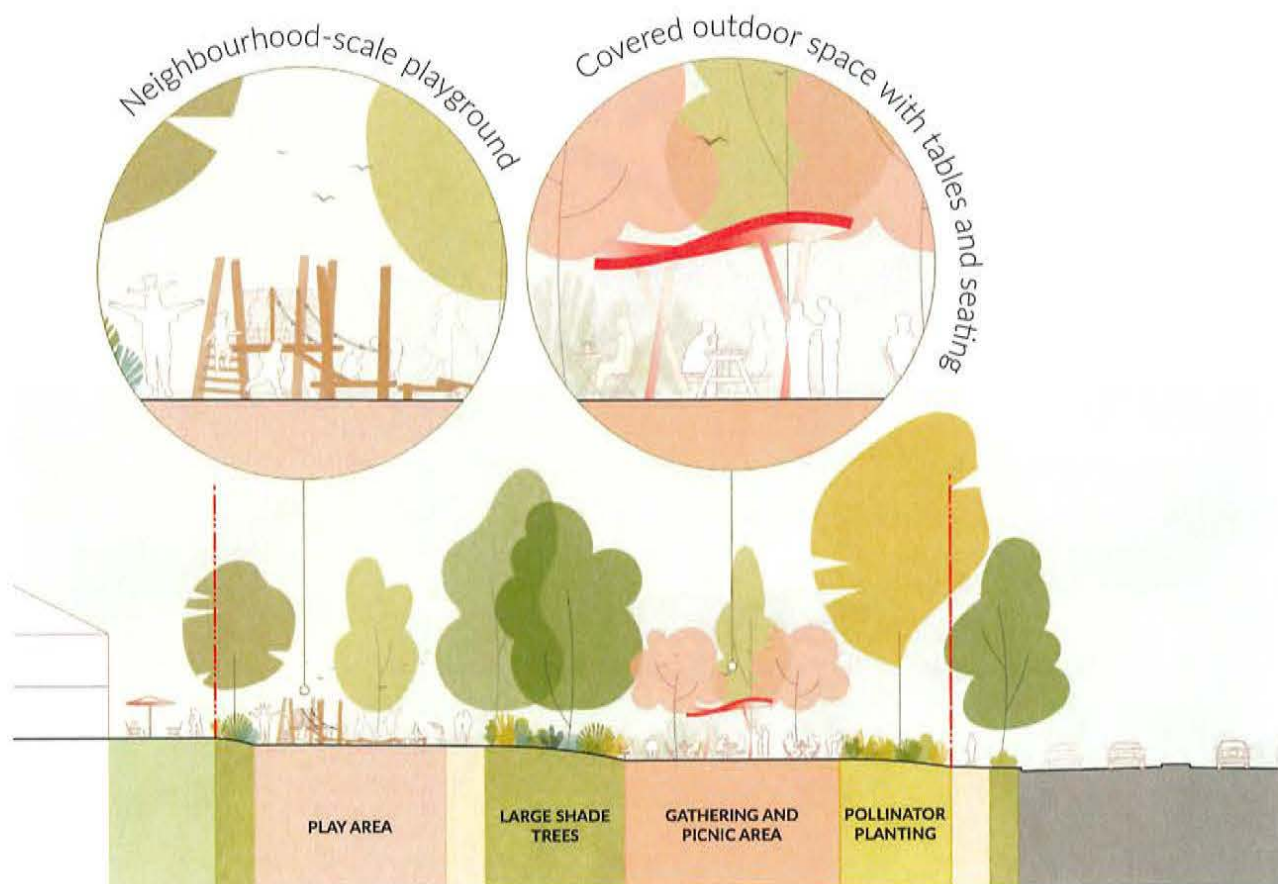 Neighbourhood-scale playground
Covered outdoor space with tables and seating
PLAY AREA
LARGE SHADE
TREES
GATHERING AND
PICNIC AREA
POLLINATOR
PLANTING